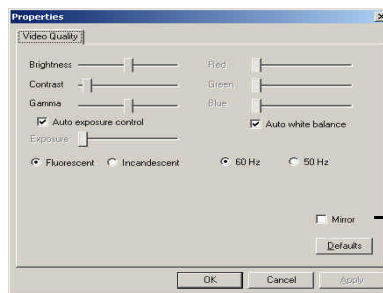 Properties
Video Quality
Brightness Red
Contrast Green
Gamma Blue
Auto exposure control Auto white balance
Exposure
Fluorescent Incandescent 60 Hz 50 Hz
Mirror
Defaults
OK Cancel Apply